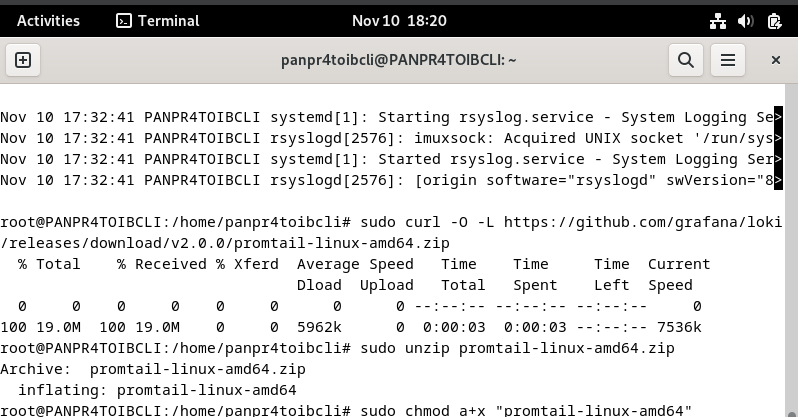 Activities Terminal Nov 10 18:20
panpr4toibcli@PANPR4TOIBCLI: ~
Nov 10 17:32:41 PANPR4TOIBCLI systemd[1]: Starting rsyslog.service - System Logging Se>
Nov 10 17:32:41 PANPR4TOIBCLI rsyslogd[2576]: imuxsock: Acquired UNIX socket '/run/sys>
Nov 10 17:32:41 PANPR4TOIBCLI systemd[1]: Started rsyslog.service - System Logging Ser>
Nov 10 17:32:41 PANPR4TOIBCLI rsyslogd[2576]: [origin software="rsyslogd" swVersion="8>
root@PANPR4TOIBCLI:/home/panpr4toibcli# sudo curl -O -L https://github.com/grafana/loki
/releases/download/v2.0.0/promtail-linux-amd64.zip
  % Total    % Received % Xferd  Average Speed   Time    Time     Time  Current
                                 Dload  Upload   Total   Spent    Left  Speed
  0     0    0     0    0     0      0      0 --:--:-- --:--:-- --:--:--     0
100 19.0M  100 19.0M    0     0  5962k      0  0:00:03  0:00:03 --:--:-- 7536k
root@PANPR4TOIBCLI:/home/panpr4toibcli# sudo unzip promtail-linux-amd64.zip
Archive:  promtail-linux-amd64.zip
  inflating: promtail-linux-amd64
root@PANPR4TOIBCLI:/home/panpr4toibcli# sudo chmod a+x "promtail-linux-amd64"